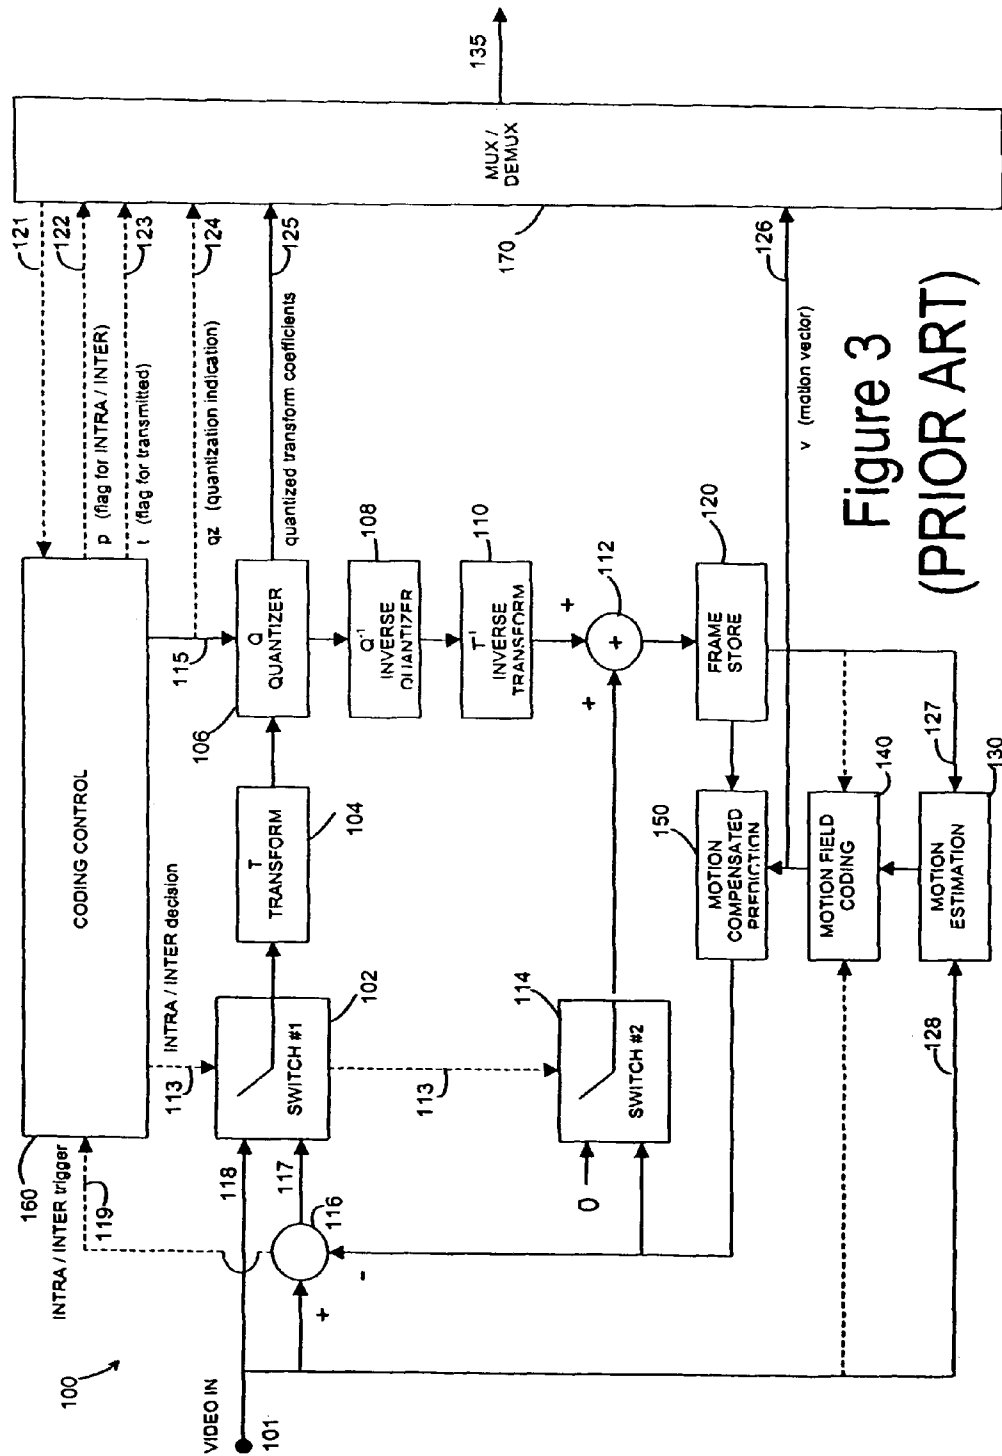 100
VIDEO IN
101
INTRA / INTER trigger
119
160
CODING CONTROL
121
122
p (flag for INTRA / INTER)
123
t (flag for transmitted)
124
qz (quantization indication)
115
113
INTRA / INTER decision
118
117
116
+
-
SWITCH #1
102
T
TRANSFORM
104
106
Q
QUANTIZER
125
quantized transform coefficients
Q-1
INVERSE
QUANTIZER
108
T-1
INVERSE
TRANSFORM
110
+
112
+
+
113
114
0
SWITCH #2
FRAME
STORE
120
150
MOTION
COMPENSATED
PREDICTION
MOTION FIELD
CODING
140
127
MOTION
ESTIMATION
130
128
v (motion vector)
126
170
MUX /
DEMUX
135
Figure 3
(PRIOR ART)